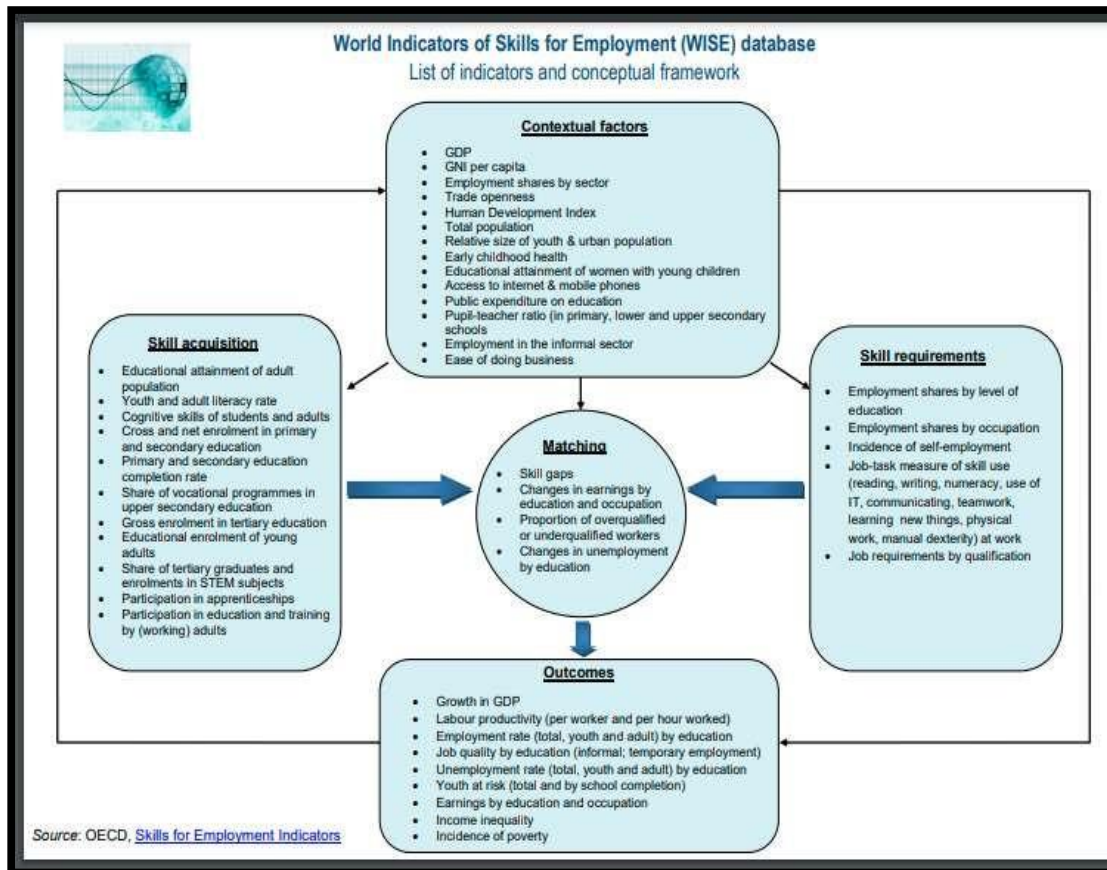 World Indicators of Skills for Employment (WISE) database
List of indicators and conceptual framework
Contextual factors
• GDP
• GNI per capita
• Employment shares by sector
• Trade openness
• Human Development Index
• Total population
• Relative size of youth & urban population
• Early childhood health
• Educational attainment of women with young children
• Access to internet & mobile phones
• Public expenditure on education
• Pupil-teacher ratio (in primary, lower and upper secondary
schools
• Employment in the informal sector
• Ease of doing business
Skill acquisition
• Educational attainment of adult
population
• Youth and adult literacy rate
• Cognitive skills of students and adults
• Cross and net enrolment in primary
and secondary education
• Primary and secondary education
completion rate
• Share of vocational programmes in
upper secondary education
• Gross enrolment in tertiary education
• Educational enrolment of young
adults
• Share of tertiary graduates and
enrolments in STEM subjects
• Participation in apprenticeships
• Participation in education and training
by (working) adults
Matching
• Skill gaps
• Changes in earnings by
education and occupation
• Proportion of overqualified
or underqualified workers
• Changes in unemployment
by education
Skill requirements
• Employment shares by level of
education
• Employment shares by occupation
• Incidence of self-employment
• Job-task measure of skill use
(reading, writing, numeracy, use of
IT, communicating, teamwork,
learning new things, physical
work, manual dexterity) at work
• Job requirements by qualification
Outcomes
• Growth in GDP
• Labour productivity (per worker and per hour worked)
• Employment rate (total, youth and adult) by education
• Job quality by education (informal; temporary employment)
• Unemployment rate (total, youth and adult) by education
• Youth at risk (total and by school completion)
• Earnings by education and occupation
• Income inequality
• Incidence of poverty
Source: OECD, Skills for Employment Indicators